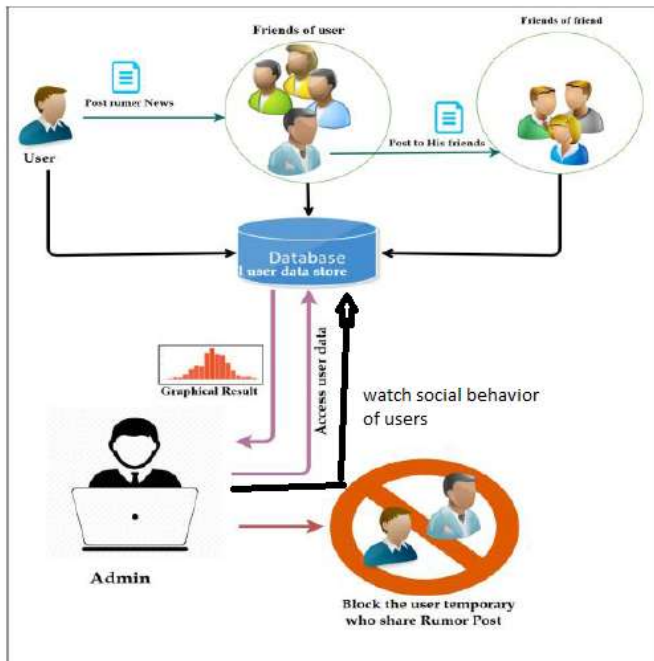 Friends of user
Friends of friend
Post rumer News
User
Post to His friends
Database
l user data store
Graphical Result
Access user data
watch social behavior
of users
Admin
Block the user temporary
who share Rumor Post